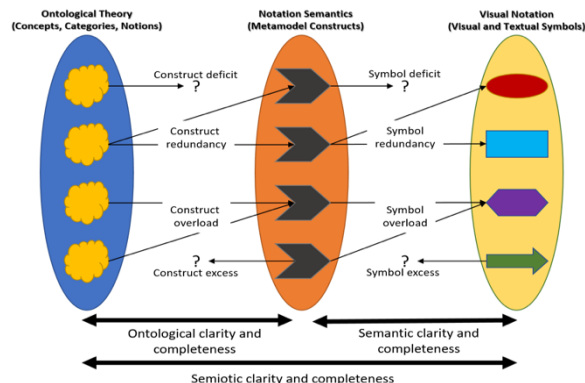 Ontological Theory
(Concepts, Categories, Notions)
Notation Semantics
(Metamodel Constructs)
Visual Notation
(Visual and Textual Symbols)
Construct deficit
?
Symbol deficit
?
Construct
redundancy
Symbol
redundancy
Construct
overload
Symbol
overload
?
Construct excess
?
Symbol excess
Ontological clarity and
completeness
Semantic clarity and
completeness
Semiotic clarity and completeness